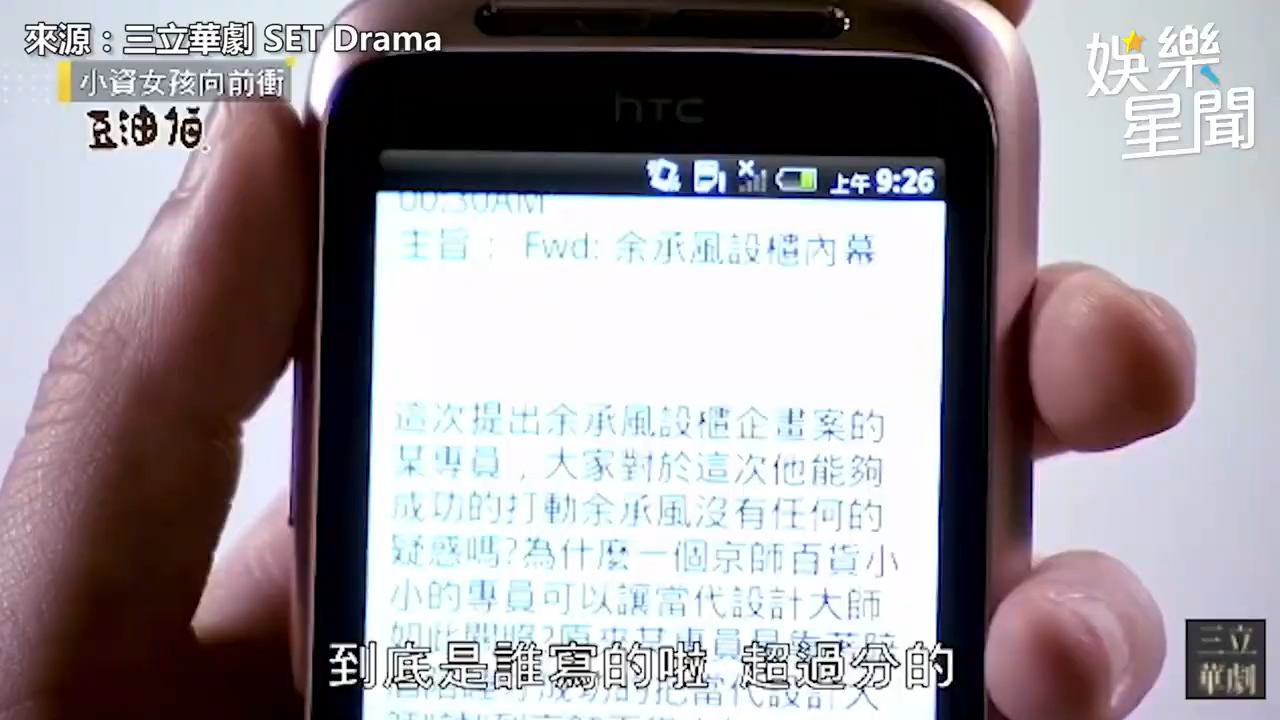 來源：三立華劇 SET Drama
小資女孩向前衝
豆油伯
娛樂
星聞
hTC
上午 9:26
00:30AM
主旨： Fwd: 余承風設櫃內幕
這次提出余承風設櫃企畫案的
某專員，大家對於這次他能夠
成功的打動余承風沒有任何的
疑惑嗎?為什麼一個京師百貨小
小的專員可以讓當代設計大師
到底是誰寫的啦 超過分的
三立
華劇